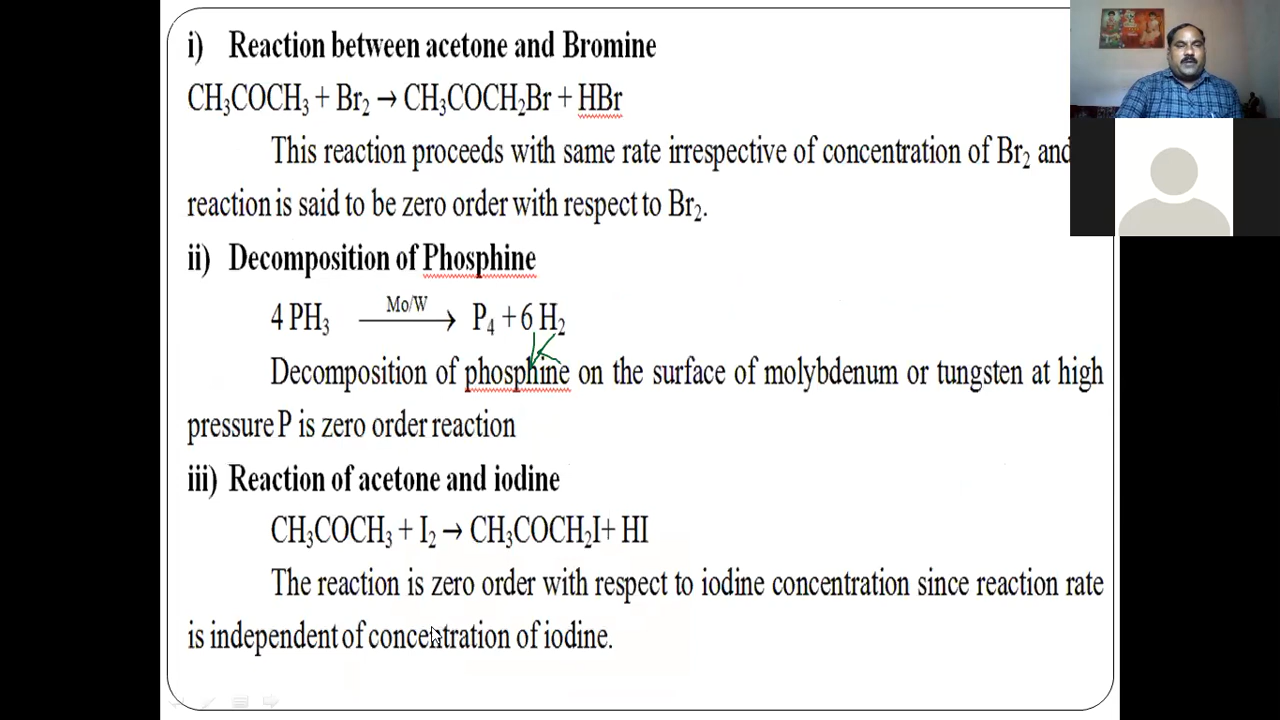 i) Reaction between acetone and Bromine
CH₃COCH₃ + Br₂ → CH₃COCH₂Br + HBr
This reaction proceeds with same rate irrespective of concentration of Br₂ and
reaction is said to be zero order with respect to Br₂.
ii) Decomposition of Phosphine
Mo/W
4 PH₃ ⟶ P₄ + 6 H₂
Decomposition of phosphine on the surface of molybdenum or tungsten at high
pressure P is zero order reaction
iii) Reaction of acetone and iodine
CH₃COCH₃ + I₂ → CH₃COCH₂I+ HI
The reaction is zero order with respect to iodine concentration since reaction rate
is independent of concentration of iodine.